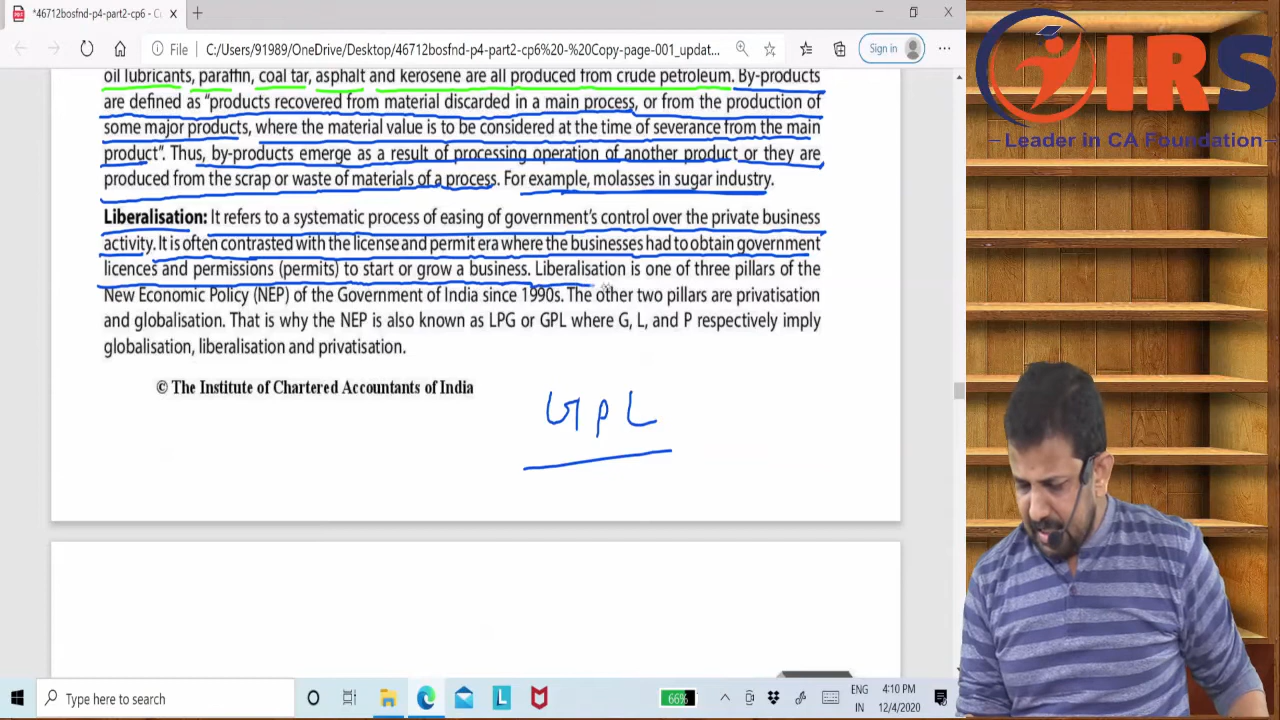 *46712bosfnd-p4-part2-cp6 - C
File
C:/Users/91989/OneDrive/Desktop/46712bosfnd-p4-part2-cp6%20-%20Copy-page-001_updat...
Sign in
IRS
Leader in CA Foundation
oil lubricants, paraffin, coal tar, asphalt and kerosene are all produced from crude petroleum. By-products
are defined as "products recovered from material discarded in a main process, or from the production of
some major products, where the material value is to be considered at the time of severance from the main
product". Thus, by-products emerge as a result of processing operation of another product or they are
produced from the scrap or waste of materials of a process. For example, molasses in sugar industry.
Liberalisation: It refers to a systematic process of easing of government's control over the private business
activity. It is often contrasted with the license and permit era where the businesses had to obtain government
licences and permissions (permits) to start or grow a business. Liberalisation is one of three pillars of the
New Economic Policy (NEP) of the Government of India since 1990s. The other two pillars are privatisation
and globalisation. That is why the NEP is also known as LPG or GPL where G, L, and P respectively imply
globalisation, liberalisation and privatisation.
© The Institute of Chartered Accountants of India
GPL
Type here to search
L
66%
ENG
IN
4:10 PM
12/4/2020